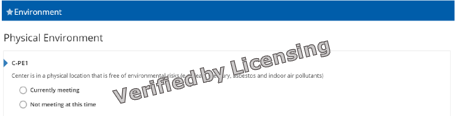 ★Environment
Physical Environment
C-PE1
Center is in a physical location that is free of environmental risks asbestos and indoor air pollutants)
Verified by Licensing
Currently meeting
Not meeting at this time